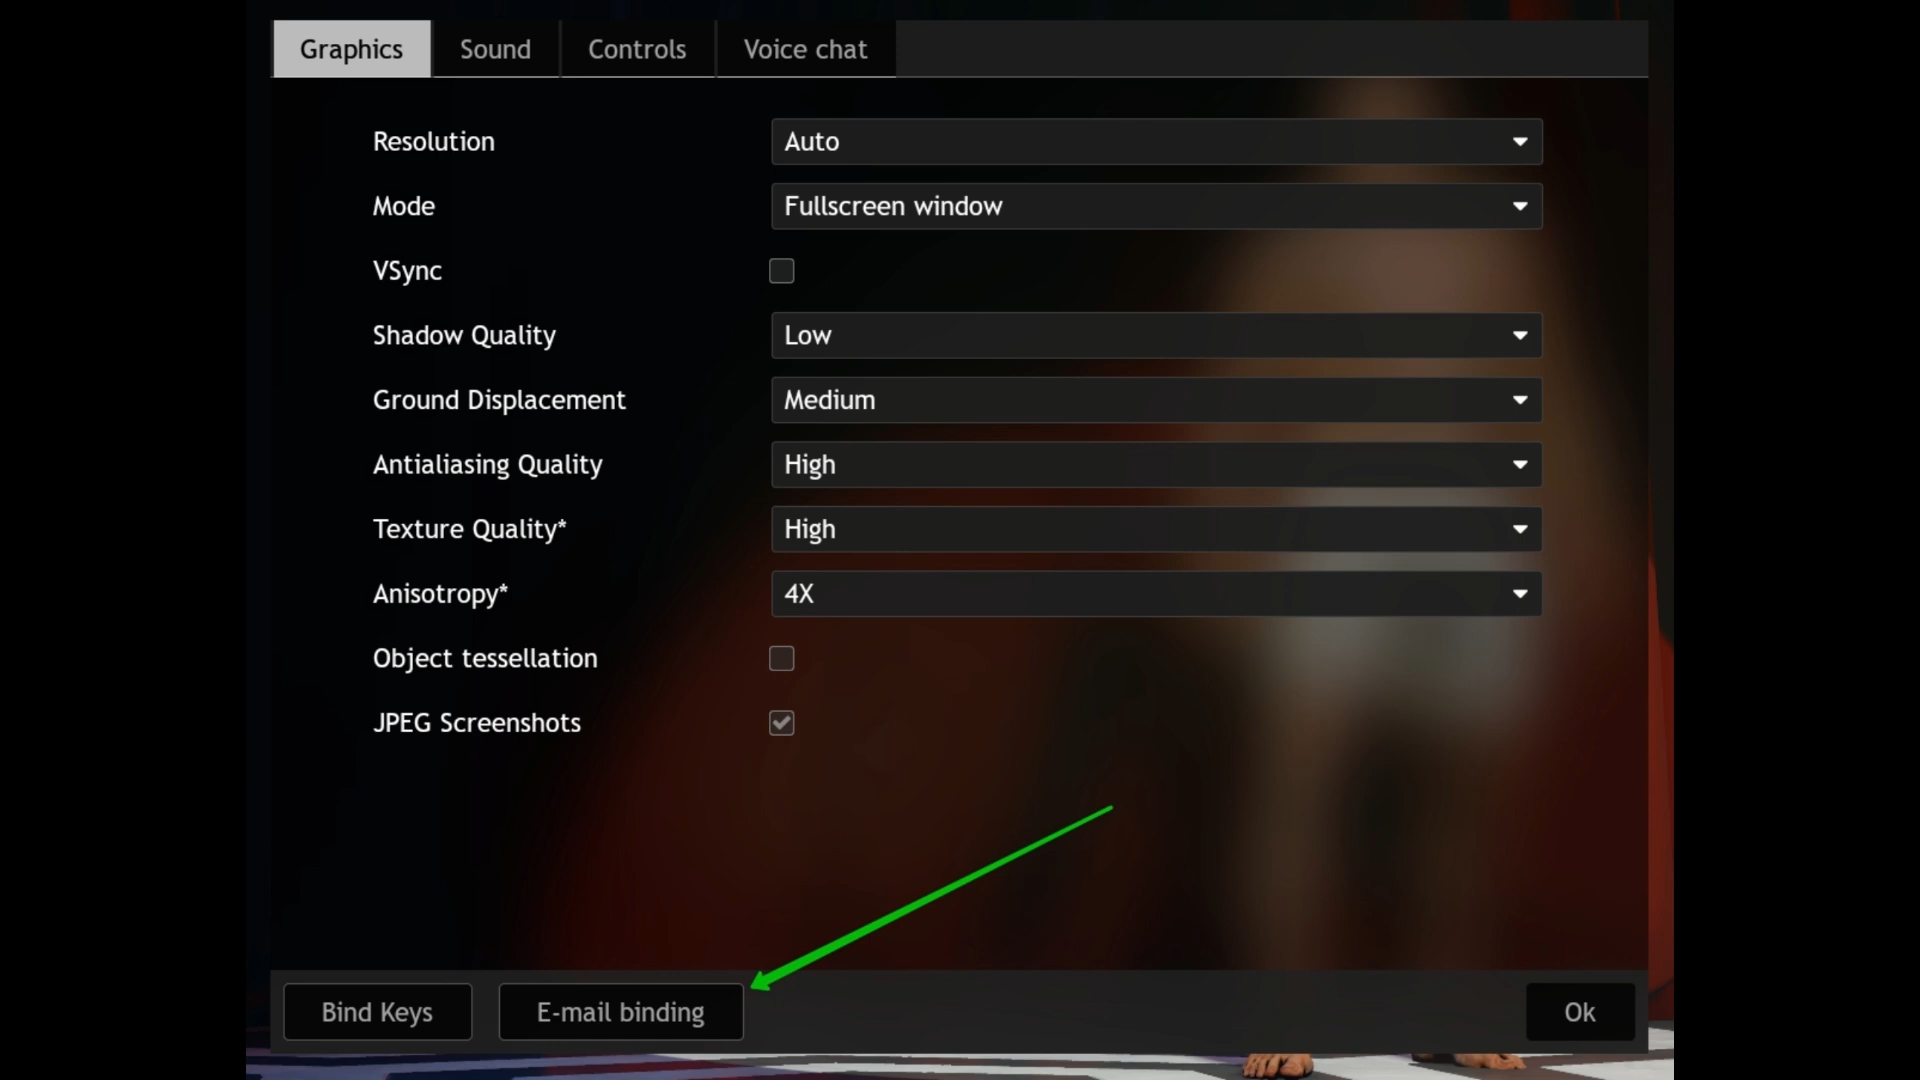 Graphics Sound Controls Voice chat
Resolution Auto
Mode Fullscreen window
VSync
Shadow Quality Low
Ground Displacement Medium
Antialiasing Quality High
Texture Quality* High
Anisotropy* 4X
Object tessellation
JPEG Screenshots
Bind Keys E-mail binding Ok